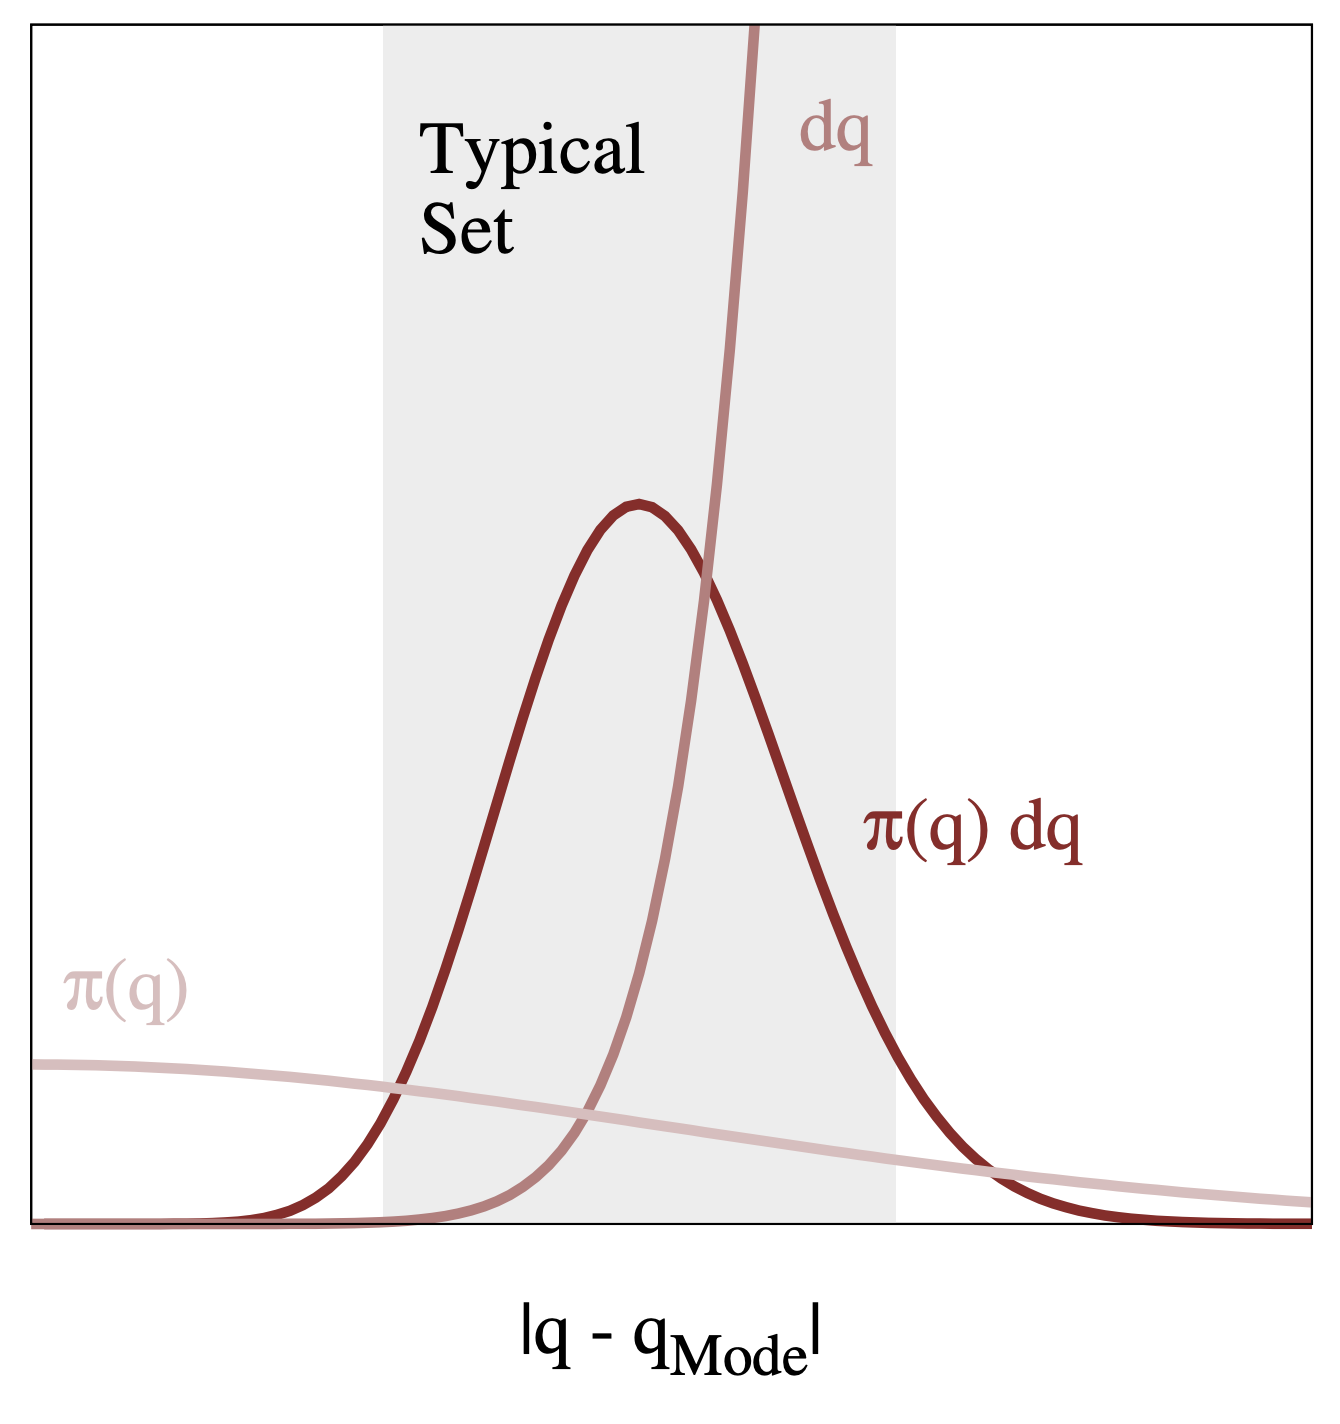 Typical
Set
dq
π(q) dq
π(q)
|q - q_Mode|